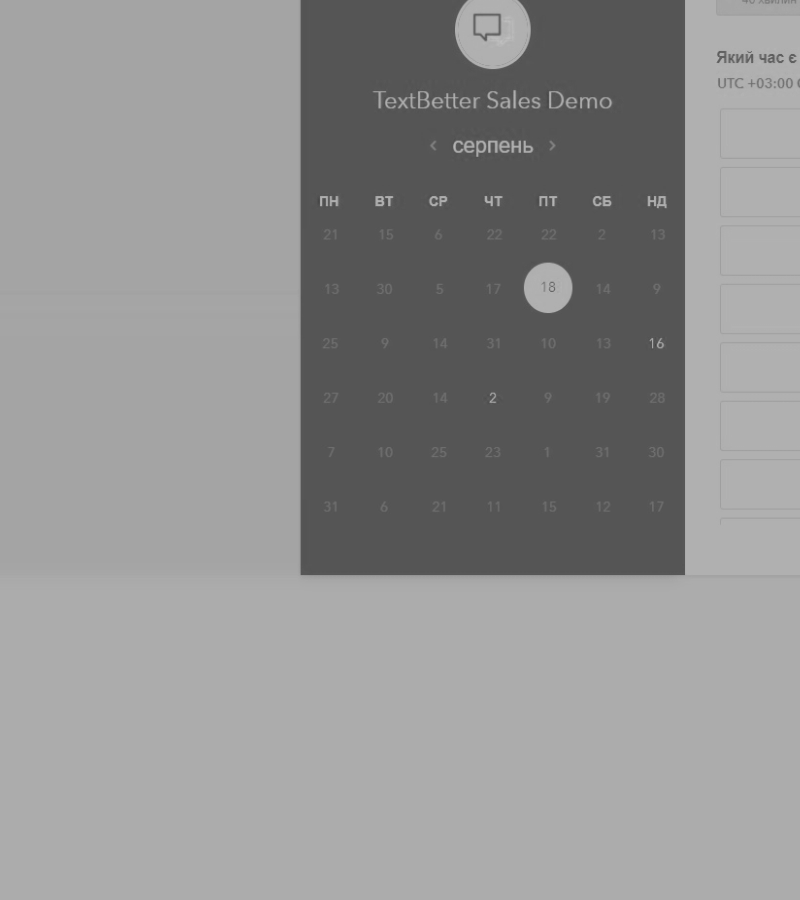 TextBetter Sales Demo
‹ серпень ›
ПН ВТ СР ЧТ ПТ СБ НД
21 15 6 22 22 2 13
13 30 5 17 18 14 9
25 9 14 31 10 13 16
27 20 14 2 9 19 28
7 10 25 23 1 31 30
31 6 21 11 15 12 17
Який час є
UTC +03:00